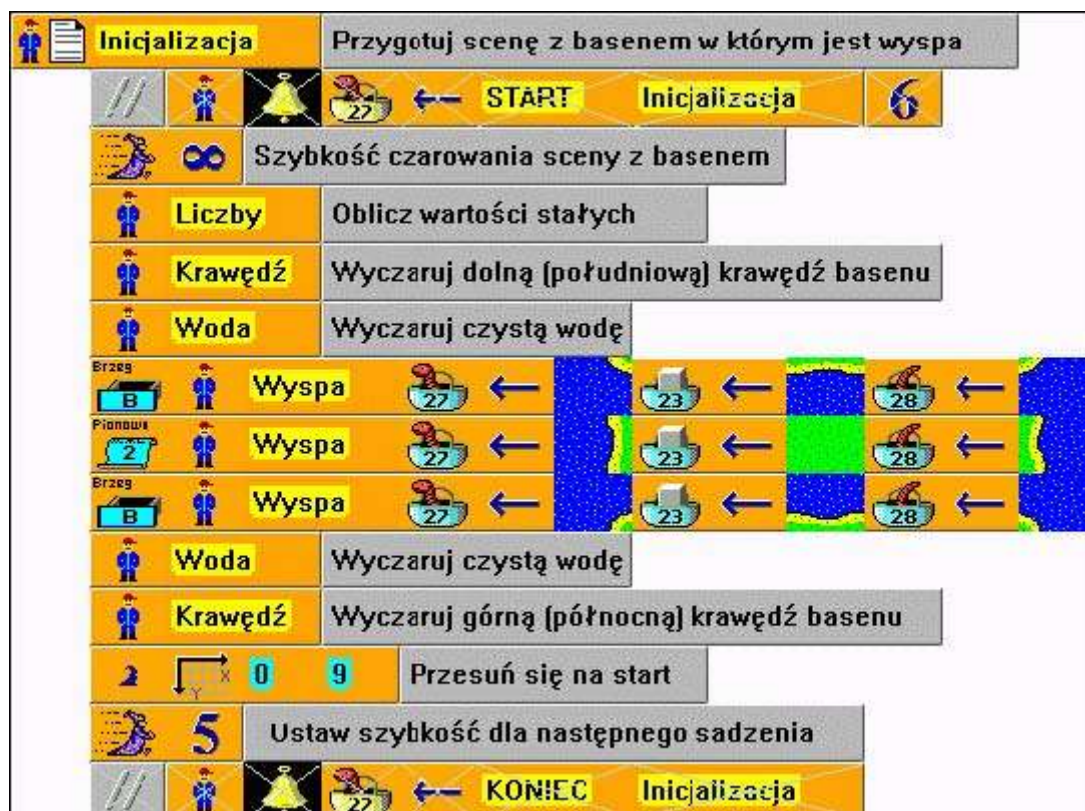 Inicjalizacja Przygotuj scenę z basenem w którym jest wyspa
27 START Inicjalizacja 6
∞ Szybkość czarowania sceny z basenem
Liczby Oblicz wartości stałych
Krawędź Wyczaruj dolną (południową) krawędź basenu
Woda Wyczaruj czystą wodę
Brzeg B Wyspa 27 23 28
Pionowe 2 Wyspa 27 23 28
Brzeg B Wyspa 27 23 28
Woda Wyczaruj czystą wodę
Krawędź Wyczaruj górną (północną) krawędź basenu
X Y 0 9 Przesuń się na start
5 Ustaw szybkość dla następnego sadzenia
27 KONIEC Inicjalizacja